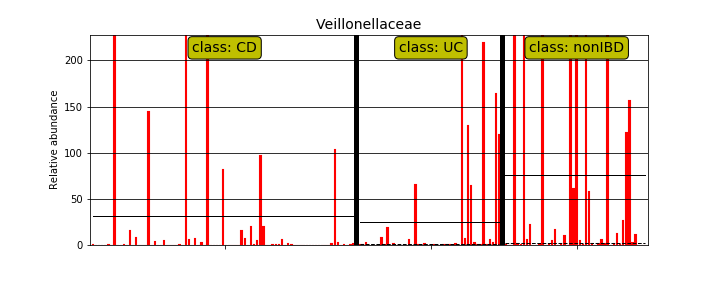 Veillonellaceae
class: CD
class: UC
class: nonIBD
Relative abundance
200
150
100
50
0